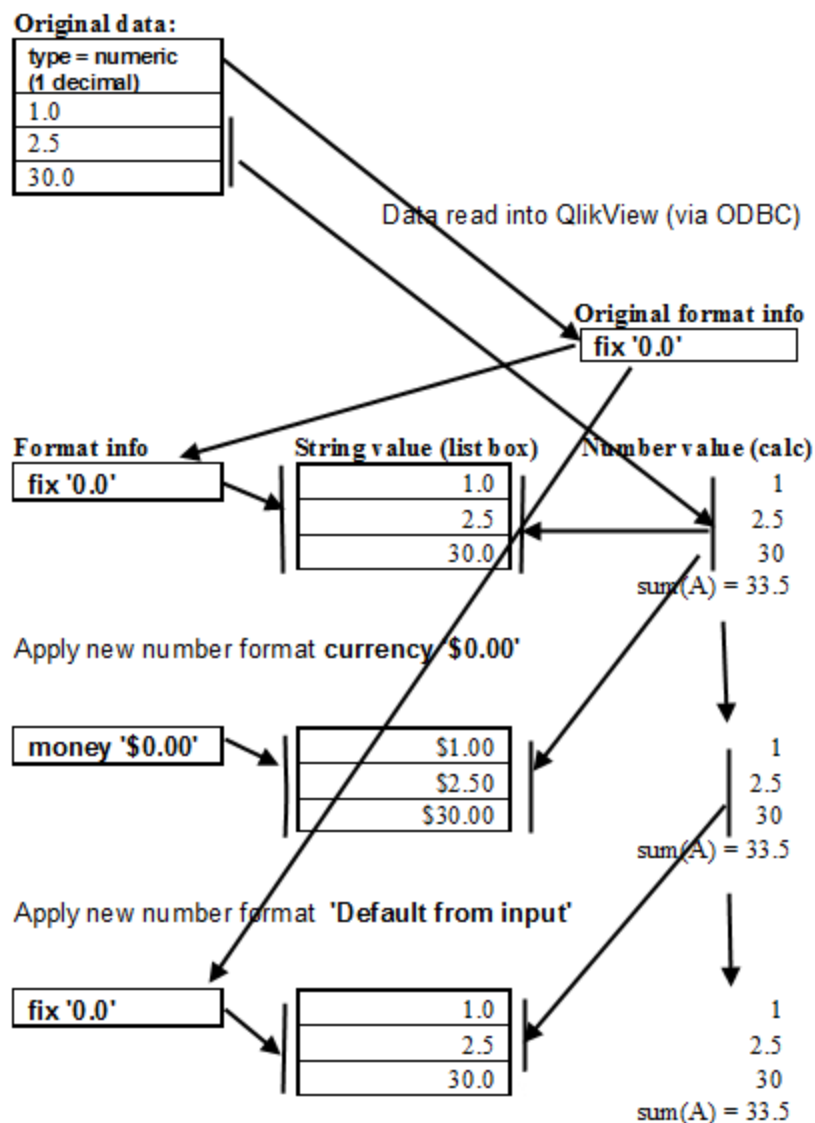 Original data:
type = numeric
(1 decimal)
1.0
2.5
30.0
Data read into QlikView (via ODBC)
Original format info
fix '0.0'
Format info String value (list box) Number value (calc)
fix '0.0' 1.0 1
2.5 2.5
30.0 30
sum(A) = 33.5
Apply new number format currency '$0.00'
money '$0.00' $1.00 1
$2.50 2.5
$30.00 30
sum(A) = 33.5
Apply new number format 'Default from input'
fix '0.0' 1.0 1
2.5 2.5
30.0 30
sum(A) = 33.5